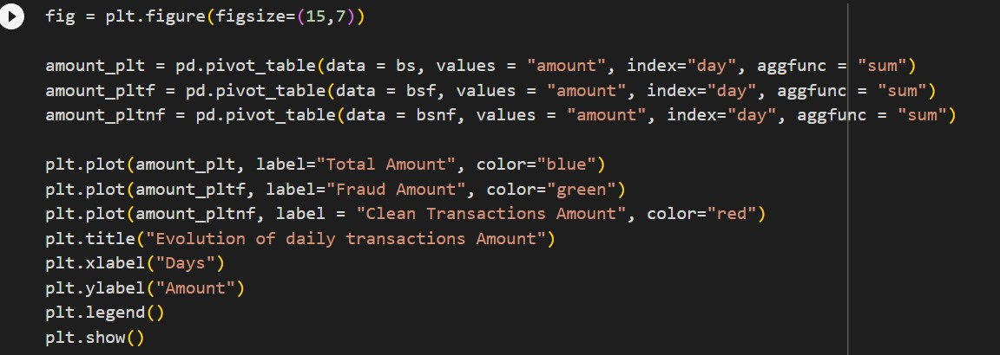 fig = plt.figure(figsize=(15,7))
amount_plt = pd.pivot_table(data = bs, values = "amount", index="day", aggfunc = "sum")
amount_pltf = pd.pivot_table(data = bsf, values = "amount", index="day", aggfunc = "sum")
amount_pltnf = pd.pivot_table(data = bsnf, values = "amount", index="day", aggfunc = "sum")
plt.plot(amount_plt, label="Total Amount", color="blue")
plt.plot(amount_pltf, label="Fraud Amount", color="green")
plt.plot(amount_pltnf, label = "Clean Transactions Amount", color="red")
plt.title("Evolution of daily transactions Amount")
plt.xlabel("Days")
plt.ylabel("Amount")
plt.legend()
plt.show()